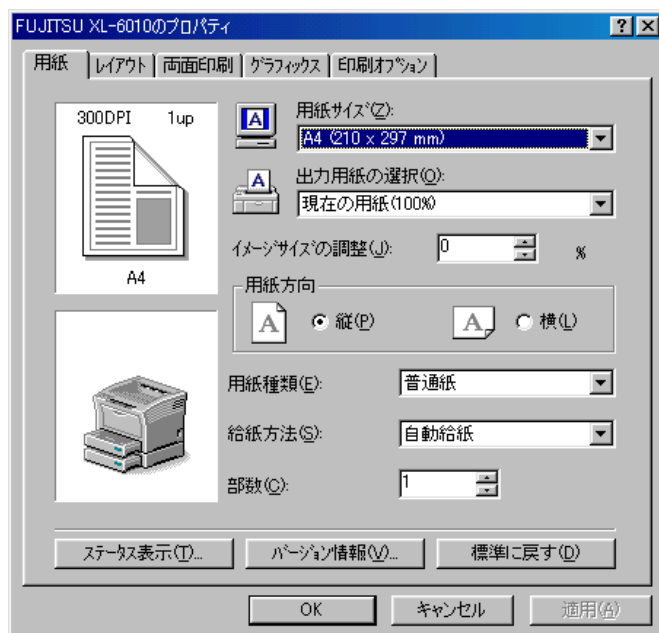 FUJITSU XL-6010のプロパティ
用紙 レイアウト 両面印刷 グラフィックス 印刷オプション
300DPI 1up
A4
用紙サイズ(Z):
A4 (210 x 297 mm)
出力用紙の選択(O):
現在の用紙(100%)
イメージサイズの調整(J): 0 %
用紙方向
縦(P) 横(L)
用紙種類(E): 普通紙
給紙方法(S): 自動給紙
部数(C): 1
ステータス表示(T)... バージョン情報(V)... 標準に戻す(D)
OK キャンセル 適用(A)